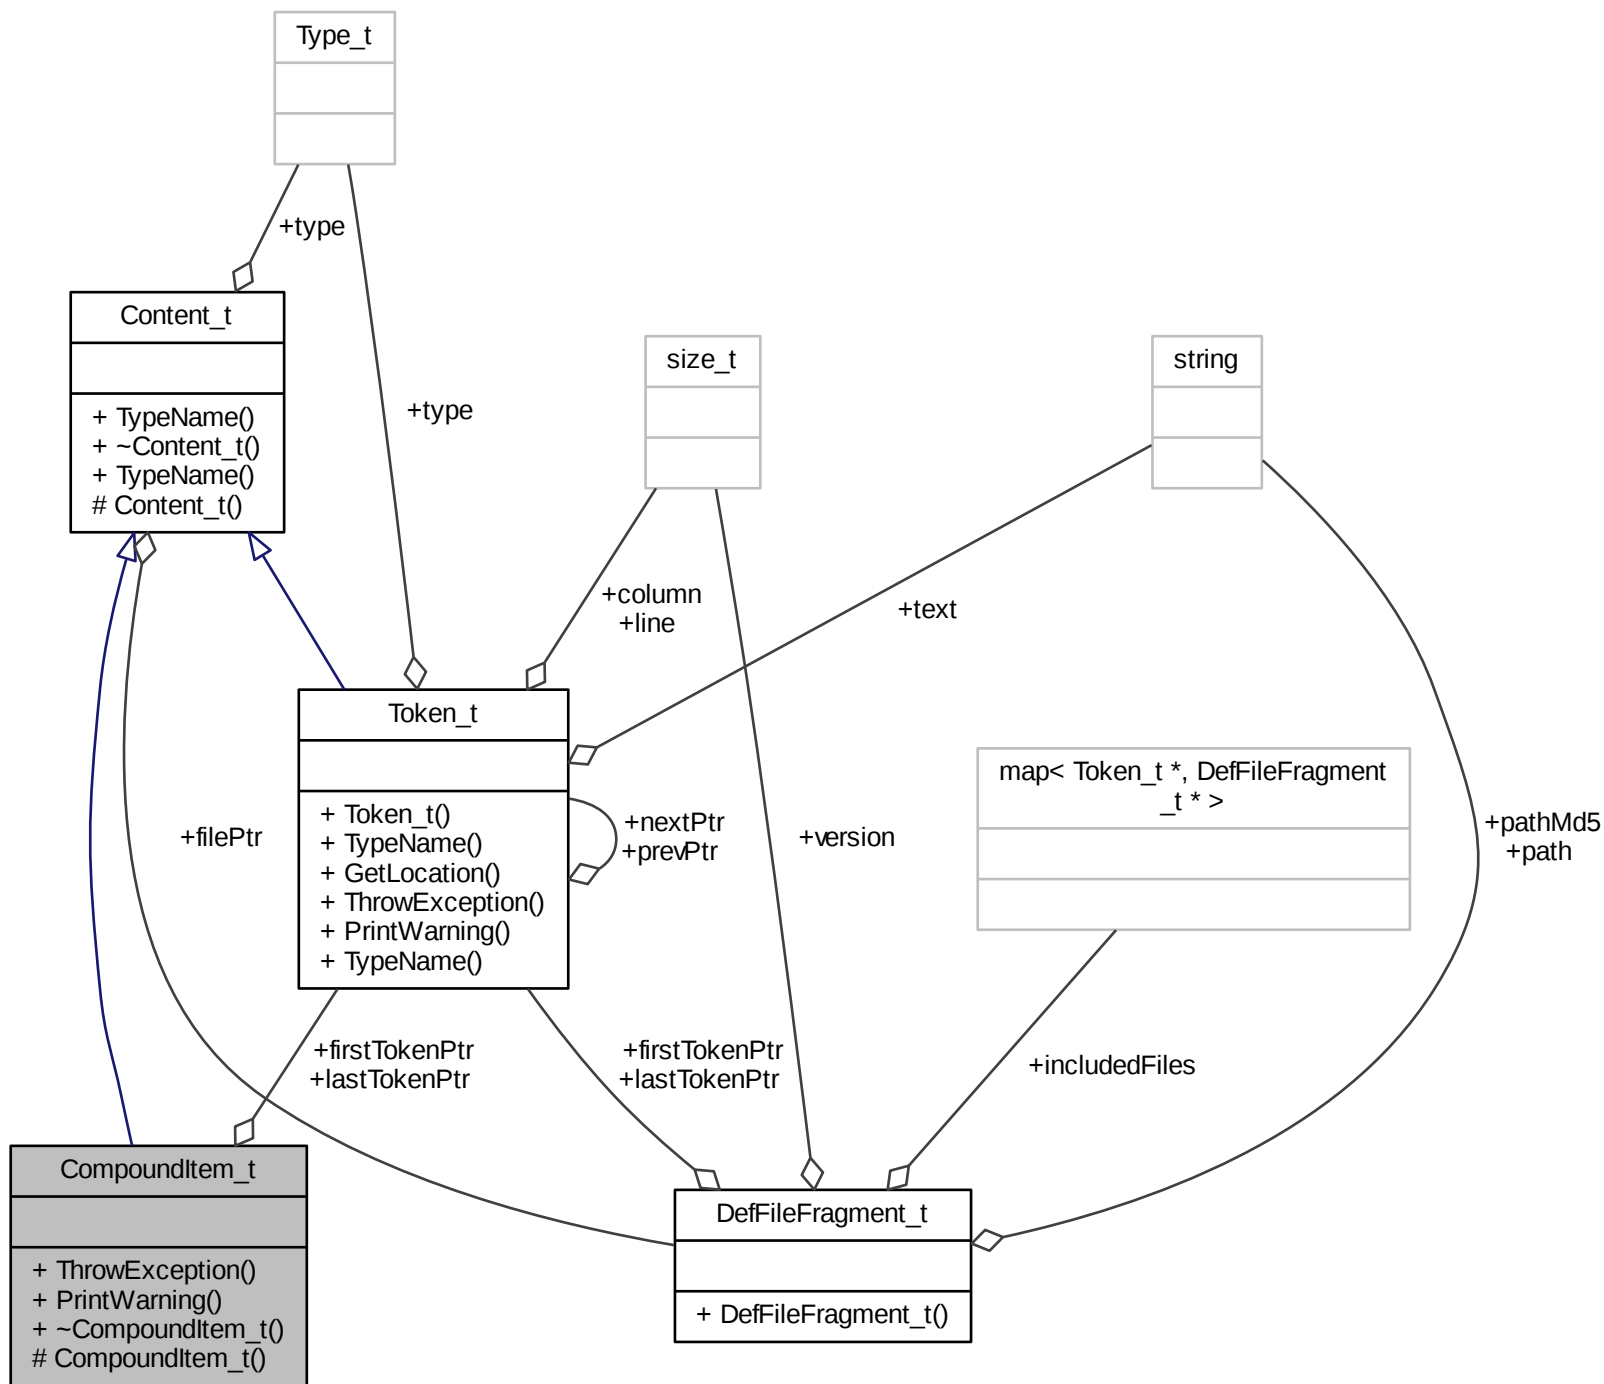 Type_t
+type
Content_t
+ TypeName()
+ ~Content_t()
+ TypeName()
# Content_t()
+type
size_t
string
+column
+line
+text
Token_t
+ Token_t()
+ TypeName()
+ GetLocation()
+ ThrowException()
+ PrintWarning()
+ TypeName()
+filePtr
+nextPtr
+prevPtr
+version
map< Token_t *, DefFileFragment
_t * >
+pathMd5
+path
+firstTokenPtr
+lastTokenPtr
+firstTokenPtr
+lastTokenPtr
+includedFiles
CompoundItem_t
+ ThrowException()
+ PrintWarning()
+ ~CompoundItem_t()
# CompoundItem_t()
DefFileFragment_t
+ DefFileFragment_t()